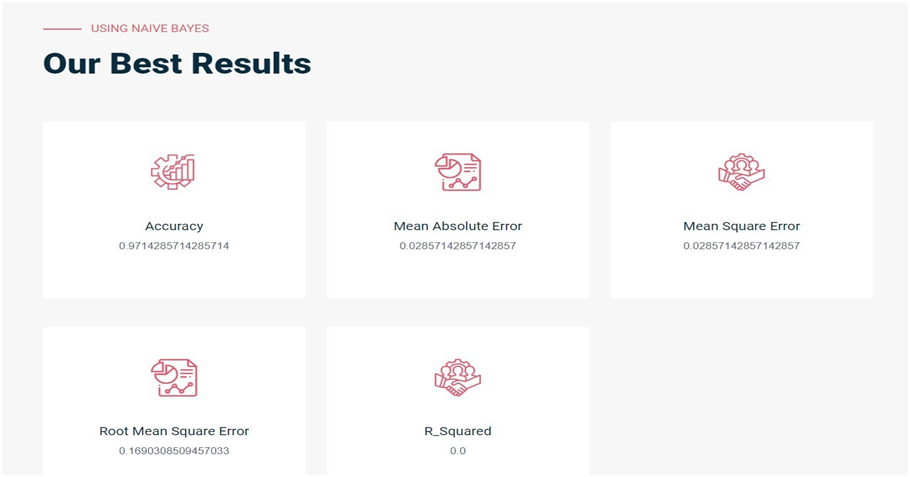 USING NAIVE BAYES
Our Best Results
Accuracy
0.9714285714285714
Mean Absolute Error
0.02857142857142857
Mean Square Error
0.02857142857142857
Root Mean Square Error
0.1690308509457033
R_Squared
0.0